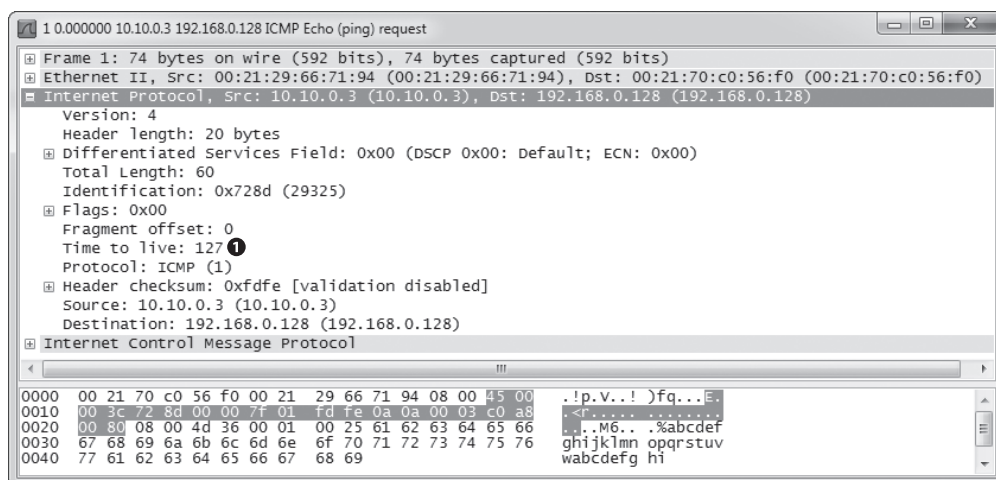 1 0.000000 10.10.0.3 192.168.0.128 ICMP Echo (ping) request
Frame 1: 74 bytes on wire (592 bits), 74 bytes captured (592 bits)
Ethernet II, Src: 00:21:29:66:71:94 (00:21:29:66:71:94), Dst: 00:21:70:c0:56:f0 (00:21:70:c0:56:f0)
Internet Protocol, Src: 10.10.0.3 (10.10.0.3), Dst: 192.168.0.128 (192.168.0.128)
Version: 4
Header length: 20 bytes
Differentiated Services Field: 0x00 (DSCP 0x00: Default; ECN: 0x00)
Total Length: 60
Identification: 0x728d (29325)
Flags: 0x00
Fragment offset: 0
Time to live: 127 ❶
Protocol: ICMP (1)
Header checksum: 0xfdfe [validation disabled]
Source: 10.10.0.3 (10.10.0.3)
Destination: 192.168.0.128 (192.168.0.128)
Internet Control Message Protocol
0000 00 21 70 c0 56 f0 00 21 29 66 71 94 08 00 45 00 .!p.V..! )fq...E.
0010 00 3c 72 8d 00 00 7f 01 fd fe 0a 0a 00 03 c0 a8 .<r..... ........
0020 00 80 08 00 4d 36 00 01 00 25 61 62 63 64 65 66 ....M6.. .%abcdef
0030 67 68 69 6a 6b 6c 6d 6e 6f 70 71 72 73 74 75 76 ghijklmn opqrstuv
0040 77 61 62 63 64 65 66 67 68 69 wabcdefg hi